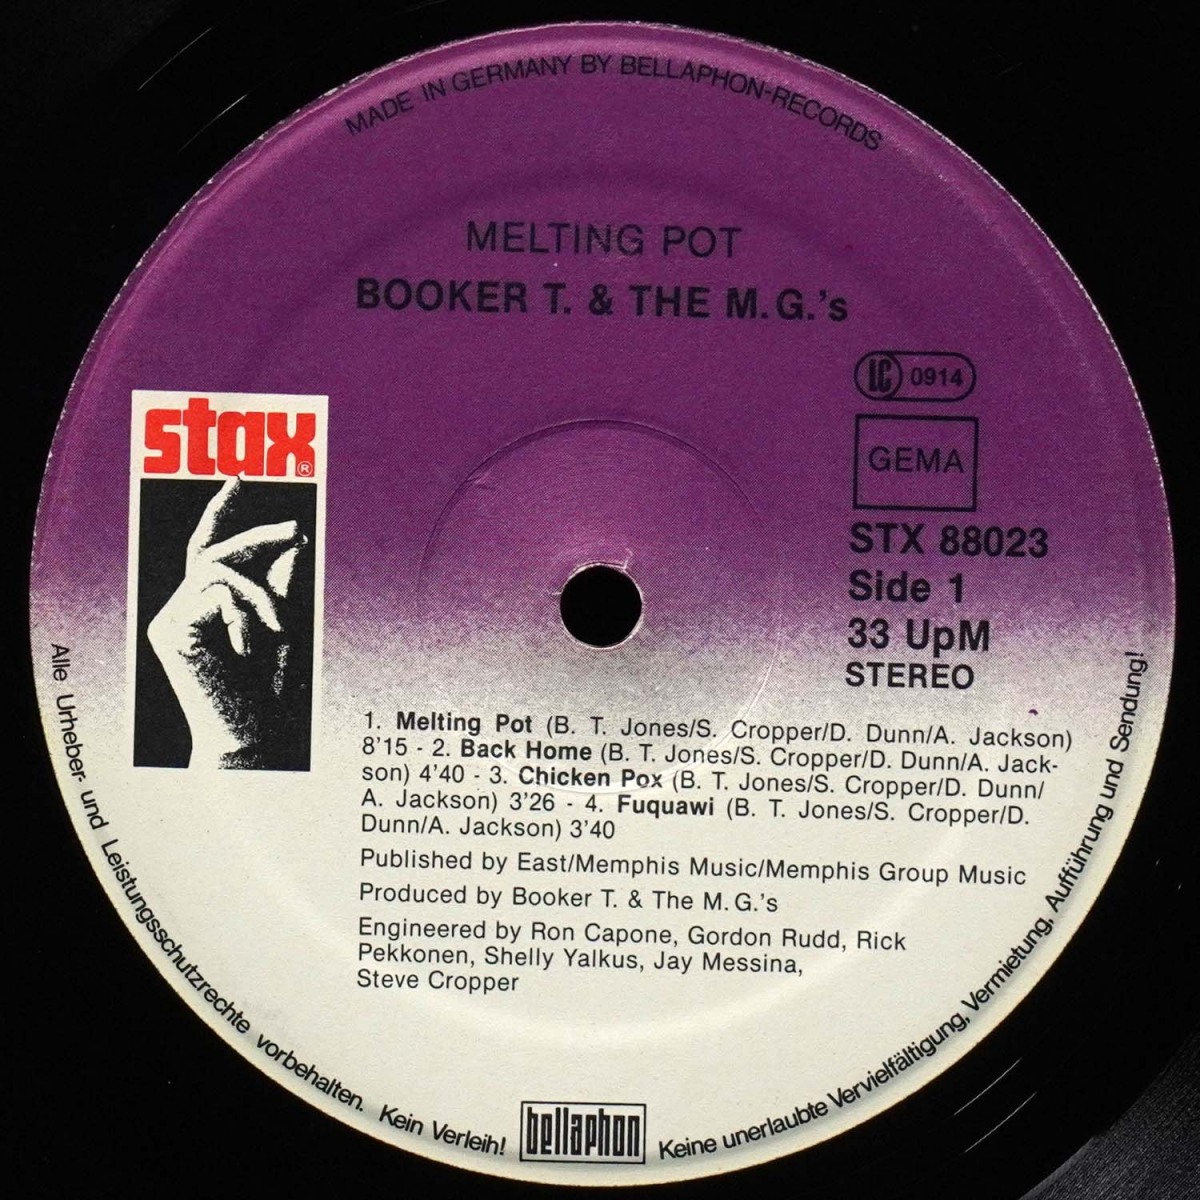 MADE IN GERMANY BY BELLAPHON-RECORDS
MELTING POT
BOOKER T. & THE M.G.'s
LC 0914
GEMA
stax®
STX 88023
Side 1
33 UpM
STEREO
1. Melting Pot (B. T. Jones/S. Cropper/D. Dunn/A. Jackson)
8'15 - 2. Back Home (B. T. Jones/S. Cropper/D. Dunn/A. Jack-
son) 4'40 - 3. Chicken Pox (B. T. Jones/S. Cropper/D. Dunn/
A. Jackson) 3'26 - 4. Fuquawi (B. T. Jones/S. Cropper/D.
Dunn/A. Jackson) 3'40
Published by East/Memphis Music/Memphis Group Music
Produced by Booker T. & The M.G.'s
Engineered by Ron Capone, Gordon Rudd, Rick
Pekkonen, Shelly Yalkus, Jay Messina,
Steve Cropper
Alle Urheber- und Leistungsschutzrechte vorbehalten. Kein Verleih!
bellaphon
Keine unerlaubte Vervielfältigung, Vermietung, Aufführung und Sendung!